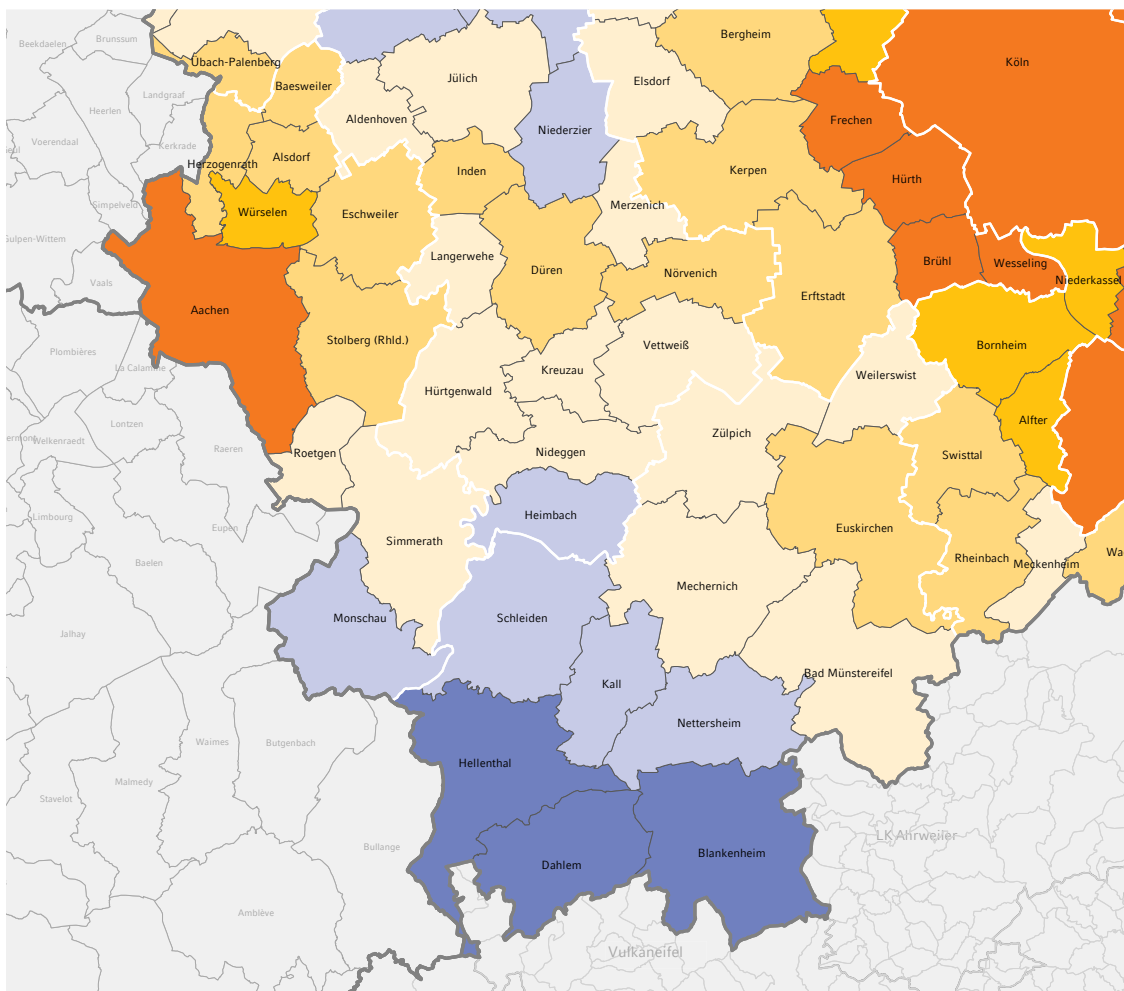 Beekdaelen
Brunssum
Bergheim
Köln
Übach-Palenberg
Baesweiler
Jülich
Elsdorf
Landgraaf
Heerlen
Aldenhoven
Frechen
Niederzier
Voerendaal
Kerkrade
Alsdorf
Herzogenrath
Inden
Kerpen
Hürth
Simpelveld
Würselen
Eschweiler
Merzenich
Gulpen-Wittem
Langerwehe
Düren
Nörvenich
Brühl
Wesseling
Vaals
Niederkassel
Erftstadt
Aachen
Stolberg (Rhld.)
Vettweiß
Bornheim
Plombières
La Calamine
Kreuzau
Weilerswist
Hürtgenwald
Lontzen
Alfter
Zülpich
Welkenraedt
Raeren
Roetgen
Nideggen
Swisttal
Limbourg
Eupen
Heimbach
Euskirchen
Simmerath
Wa
Baelen
Rheinbach
Meckenheim
Mechernich
Monschau
Schleiden
Jalhay
Bad Münstereifel
Kall
Nettersheim
Waimes
Butgenbach
Hellenthal
Malmedy
Stavelot
LK Ahrweiler
Bullange
Blankenheim
Dahlem
Amblève
Vulkaneifel